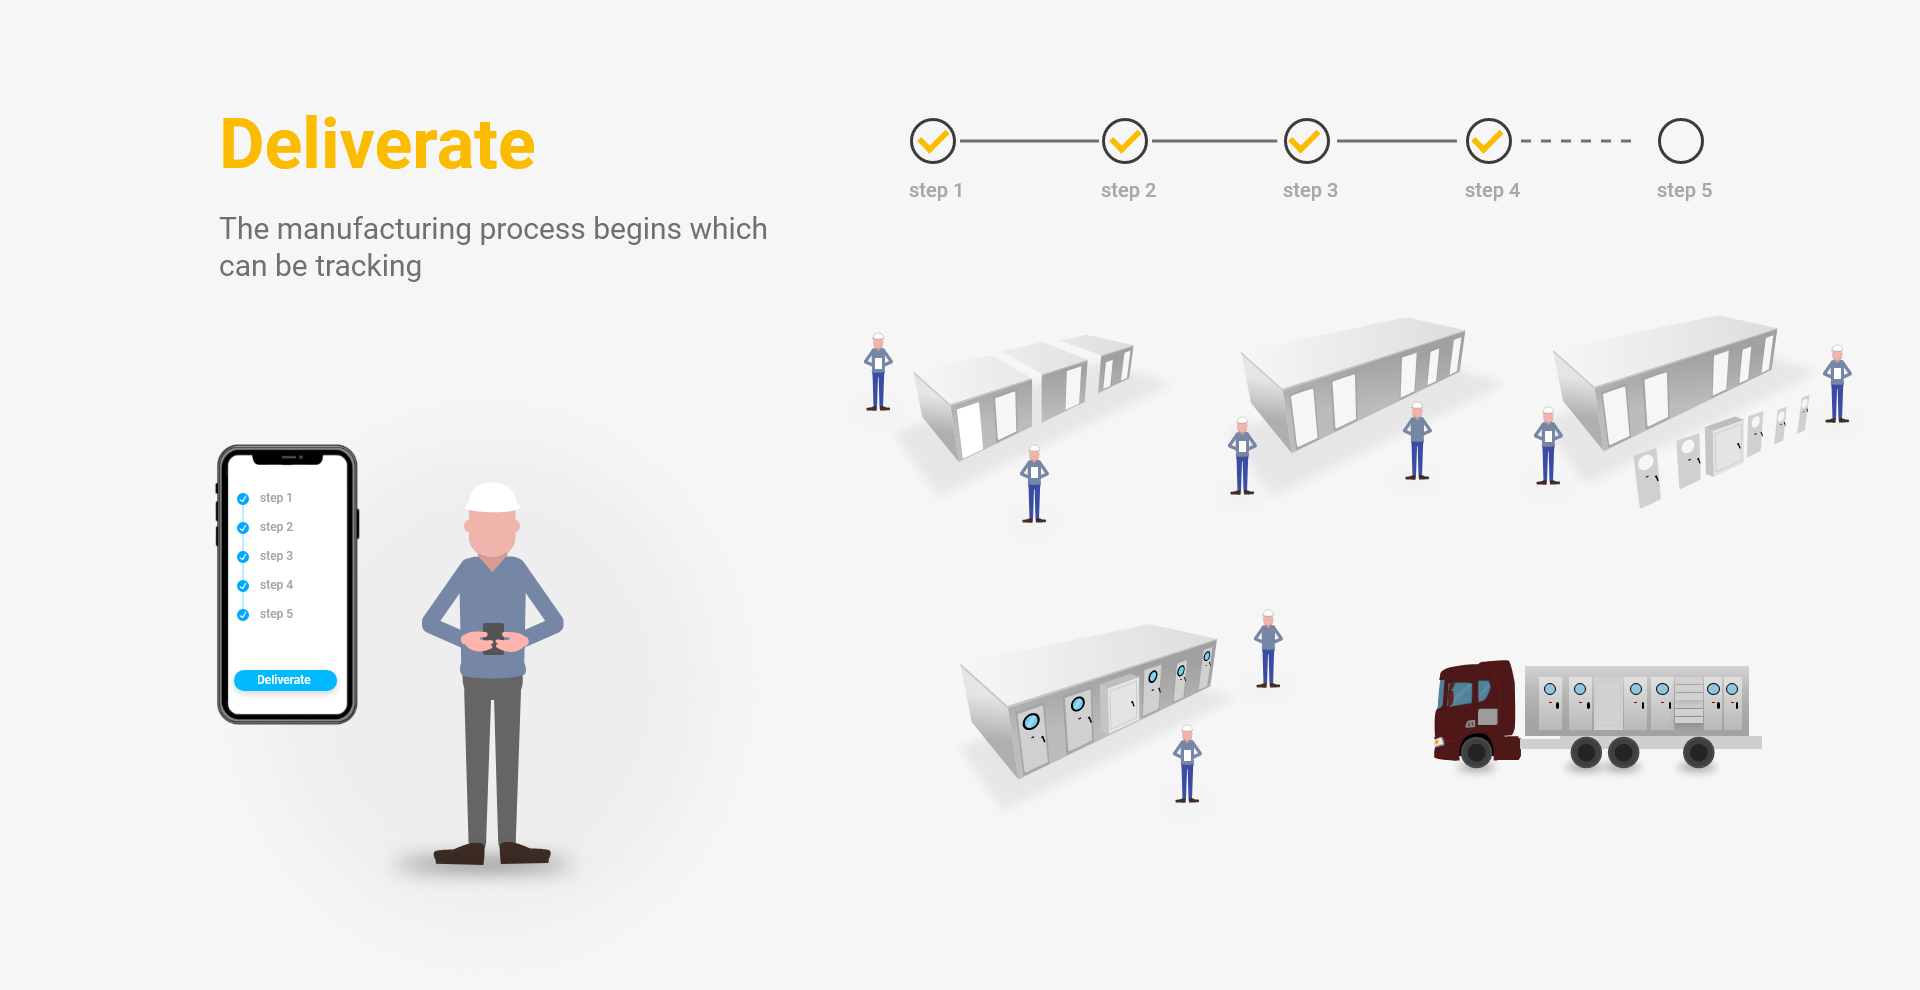 Deliverate
The manufacturing process begins which
can be tracking
step 1
step 2
step 3
step 4
step 5
step 1
step 2
step 3
step 4
step 5
Deliverate